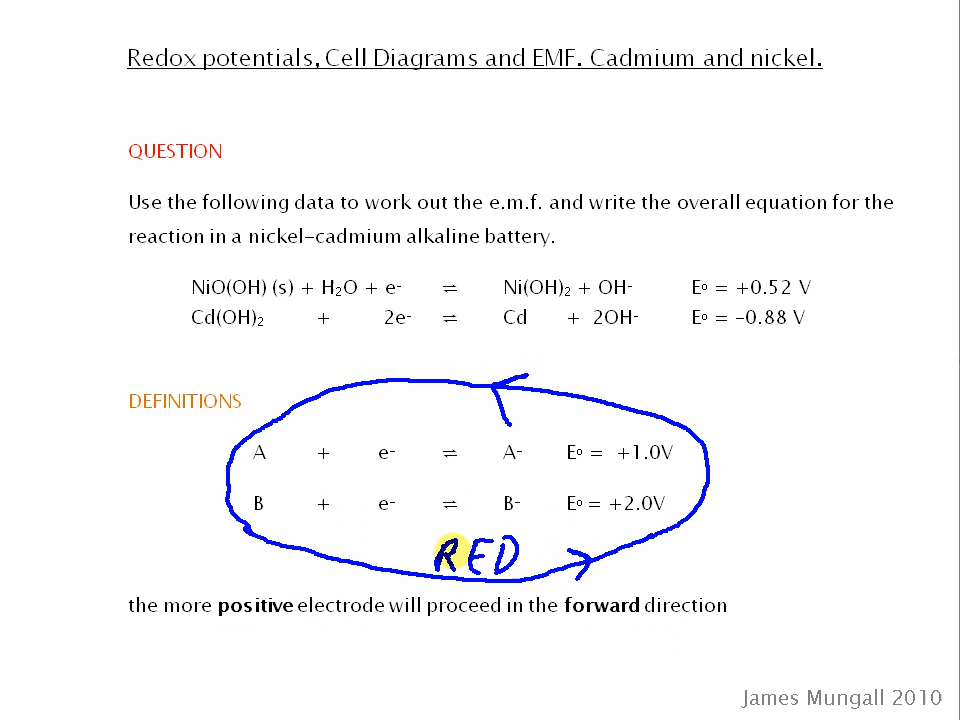 Redox potentials, Cell Diagrams and EMF. Cadmium and nickel.
QUESTION
Use the following data to work out the e.m.f. and write the overall equation for the
reaction in a nickel-cadmium alkaline battery.
NiO(OH) (s) + H₂O + e⁻ ⇌ Ni(OH)₂ + OH⁻ Eº = +0.52 V
Cd(OH)₂ + 2e⁻ ⇌ Cd + 2OH⁻ Eº = -0.88 V
DEFINITIONS
A + e⁻ ⇌ A⁻ Eº = +1.0V
B + e⁻ ⇌ B⁻ Eº = +2.0V
RED
the more positive electrode will proceed in the forward direction
James Mungall 2010